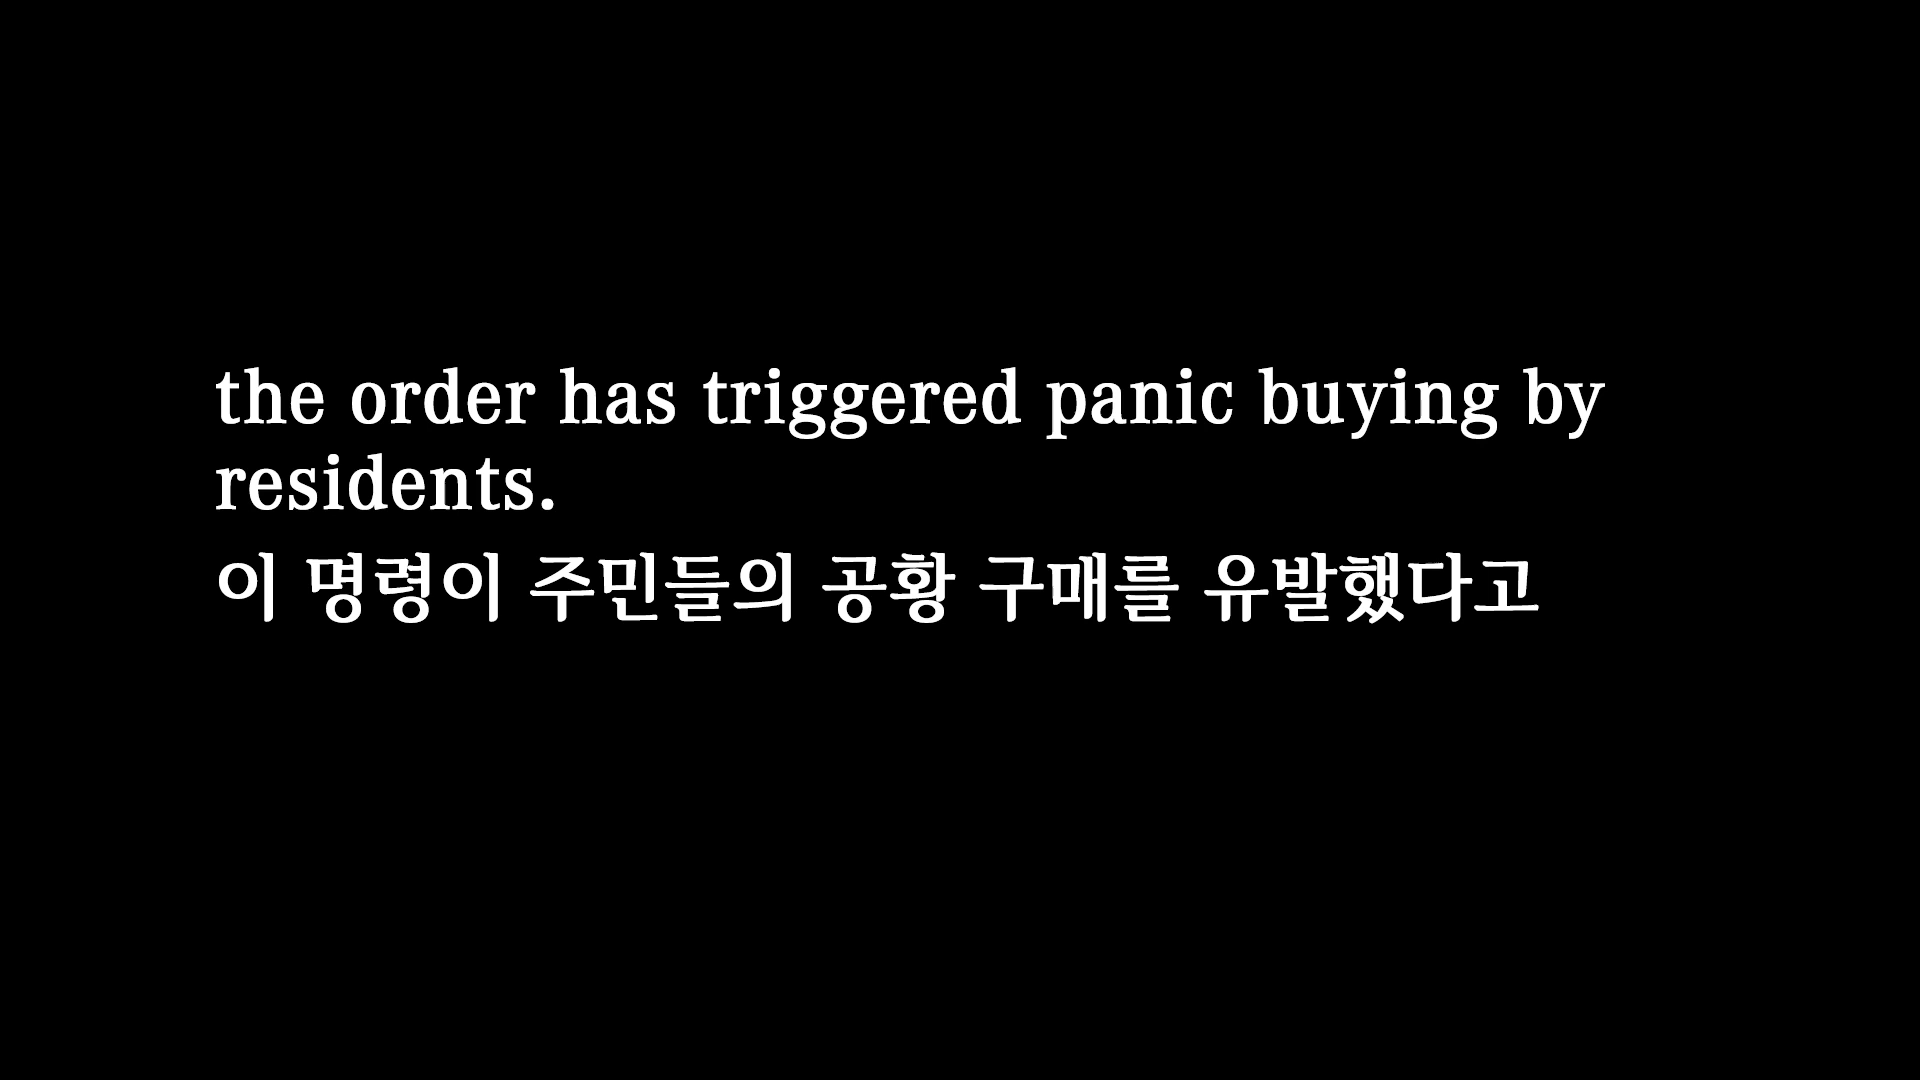 the order has triggered panic buying by
residents.
이 명령이 주민들의 공황 구매를 유발했다고